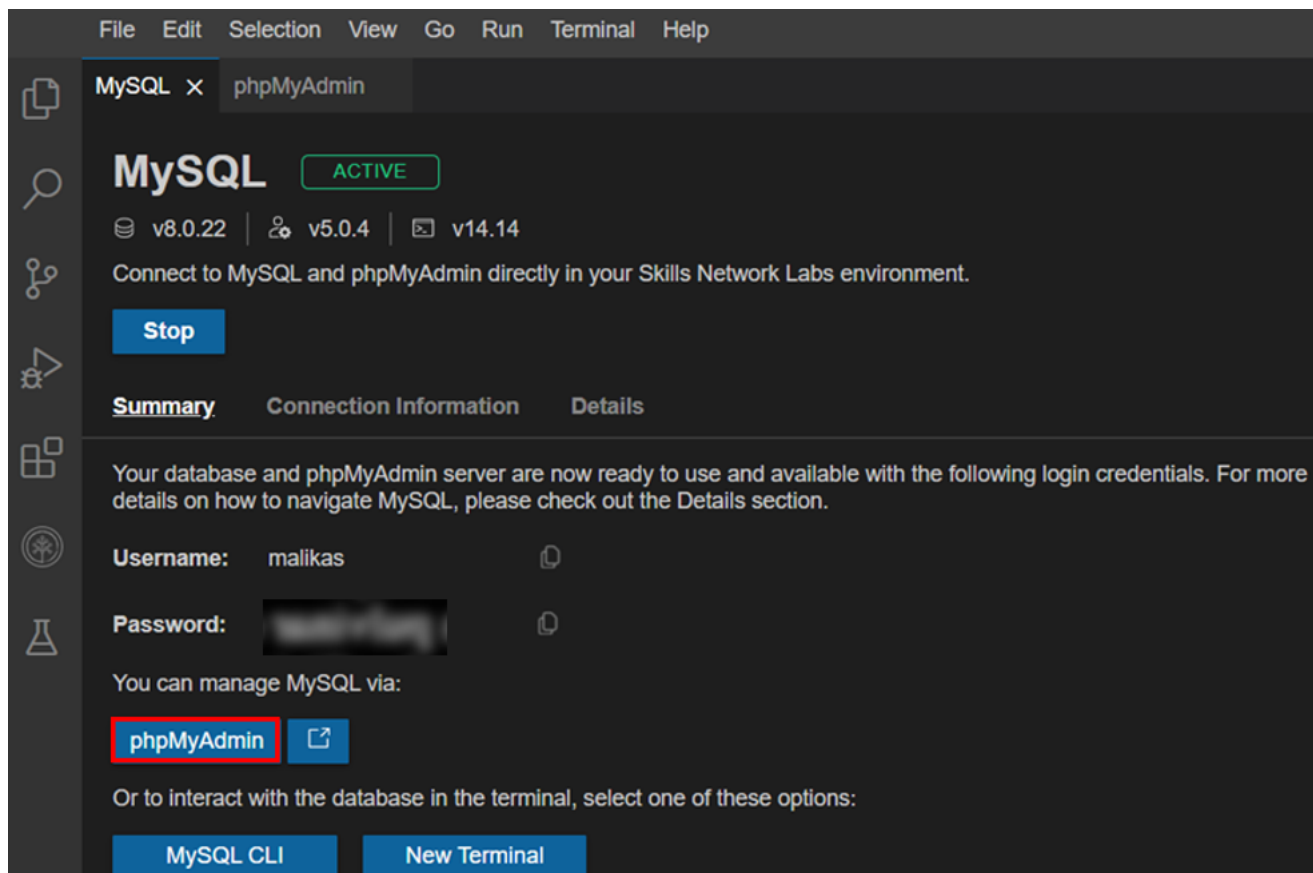 File Edit Selection View Go Run Terminal Help
MySQL phpMyAdmin
MySQL ACTIVE
v8.0.22 v5.0.4 v14.14
Connect to MySQL and phpMyAdmin directly in your Skills Network Labs environment.
Stop
Summary Connection Information Details
Your database and phpMyAdmin server are now ready to use and available with the following login credentials. For more
details on how to navigate MySQL, please check out the Details section.
Username: malikas
Password:
You can manage MySQL via:
phpMyAdmin
Or to interact with the database in the terminal, select one of these options:
MySQL CLI New Terminal